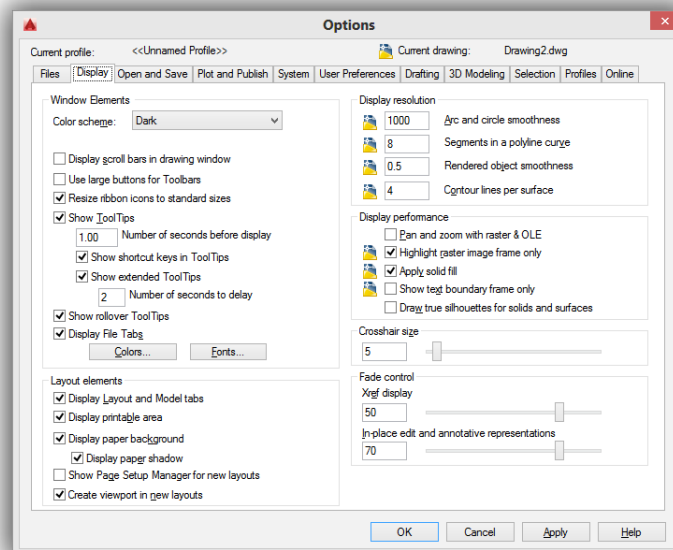 Options
Current profile: <<Unnamed Profile>> Current drawing: Drawing2.dwg
Files Display Open and Save Plot and Publish System User Preferences Drafting 3D Modeling Selection Profiles Online
Window Elements
Color scheme: Dark
Display scroll bars in drawing window
Use large buttons for Toolbars
Resize ribbon icons to standard sizes
Show ToolTips
1.00 Number of seconds before display
Show shortcut keys in ToolTips
Show extended ToolTips
2 Number of seconds to delay
Show rollover ToolTips
Display File Tabs
Colors... Fonts...
Layout elements
Display Layout and Model tabs
Display printable area
Display paper background
Display paper shadow
Show Page Setup Manager for new layouts
Create viewport in new layouts
Display resolution
1000 Arc and circle smoothness
8 Segments in a polyline curve
0.5 Rendered object smoothness
4 Contour lines per surface
Display performance
Pan and zoom with raster & OLE
Highlight raster image frame only
Apply solid fill
Show text boundary frame only
Draw true silhouettes for solids and surfaces
Crosshair size
5
Fade control
Xref display
50
In-place edit and annotative representations
70
OK Cancel Apply Help